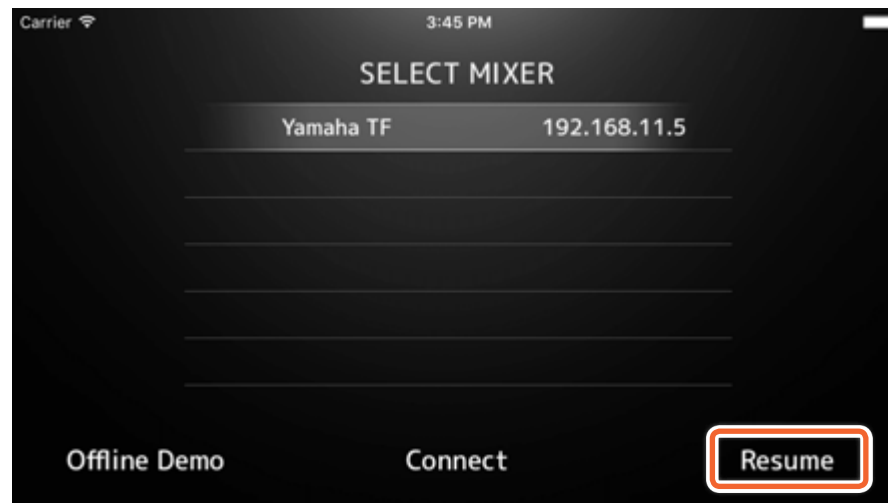 Carrier 3:45 PM
SELECT MIXER
Yamaha TF 192.168.11.5
Offline Demo Connect Resume